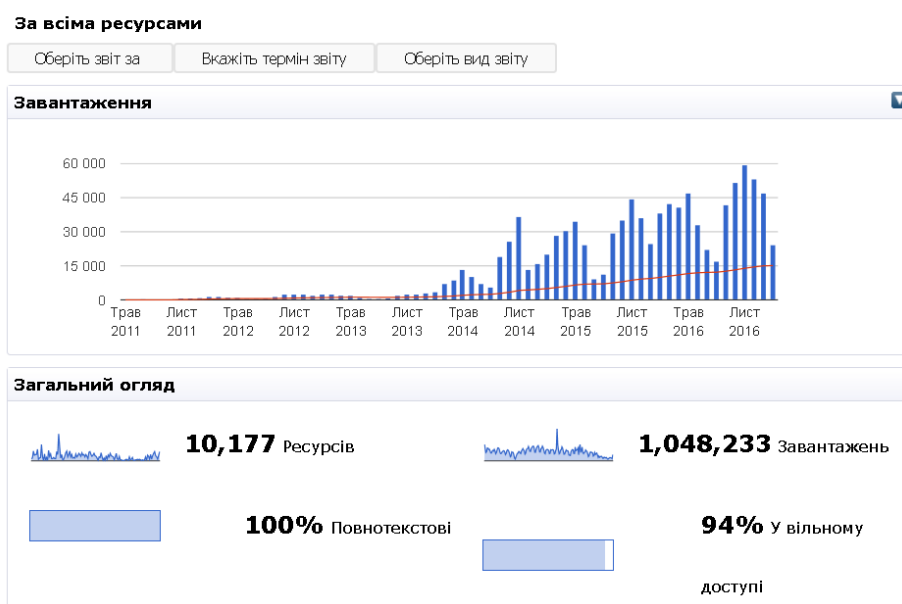 За всіма ресурсами
Оберіть звіт за Вкажіть термін звіту Оберіть вид звіту
Завантаження
60 000
45 000
30 000
15 000
0
Трав Лист Трав Лист Трав Лист Трав Лист Трав Лист Трав Лист
2011 2011 2012 2012 2013 2013 2014 2014 2015 2015 2016 2016
Загальний огляд
10,177 Ресурсів 1,048,233 Завантажень
100% Повнотекстові 94% У вільному
доступі